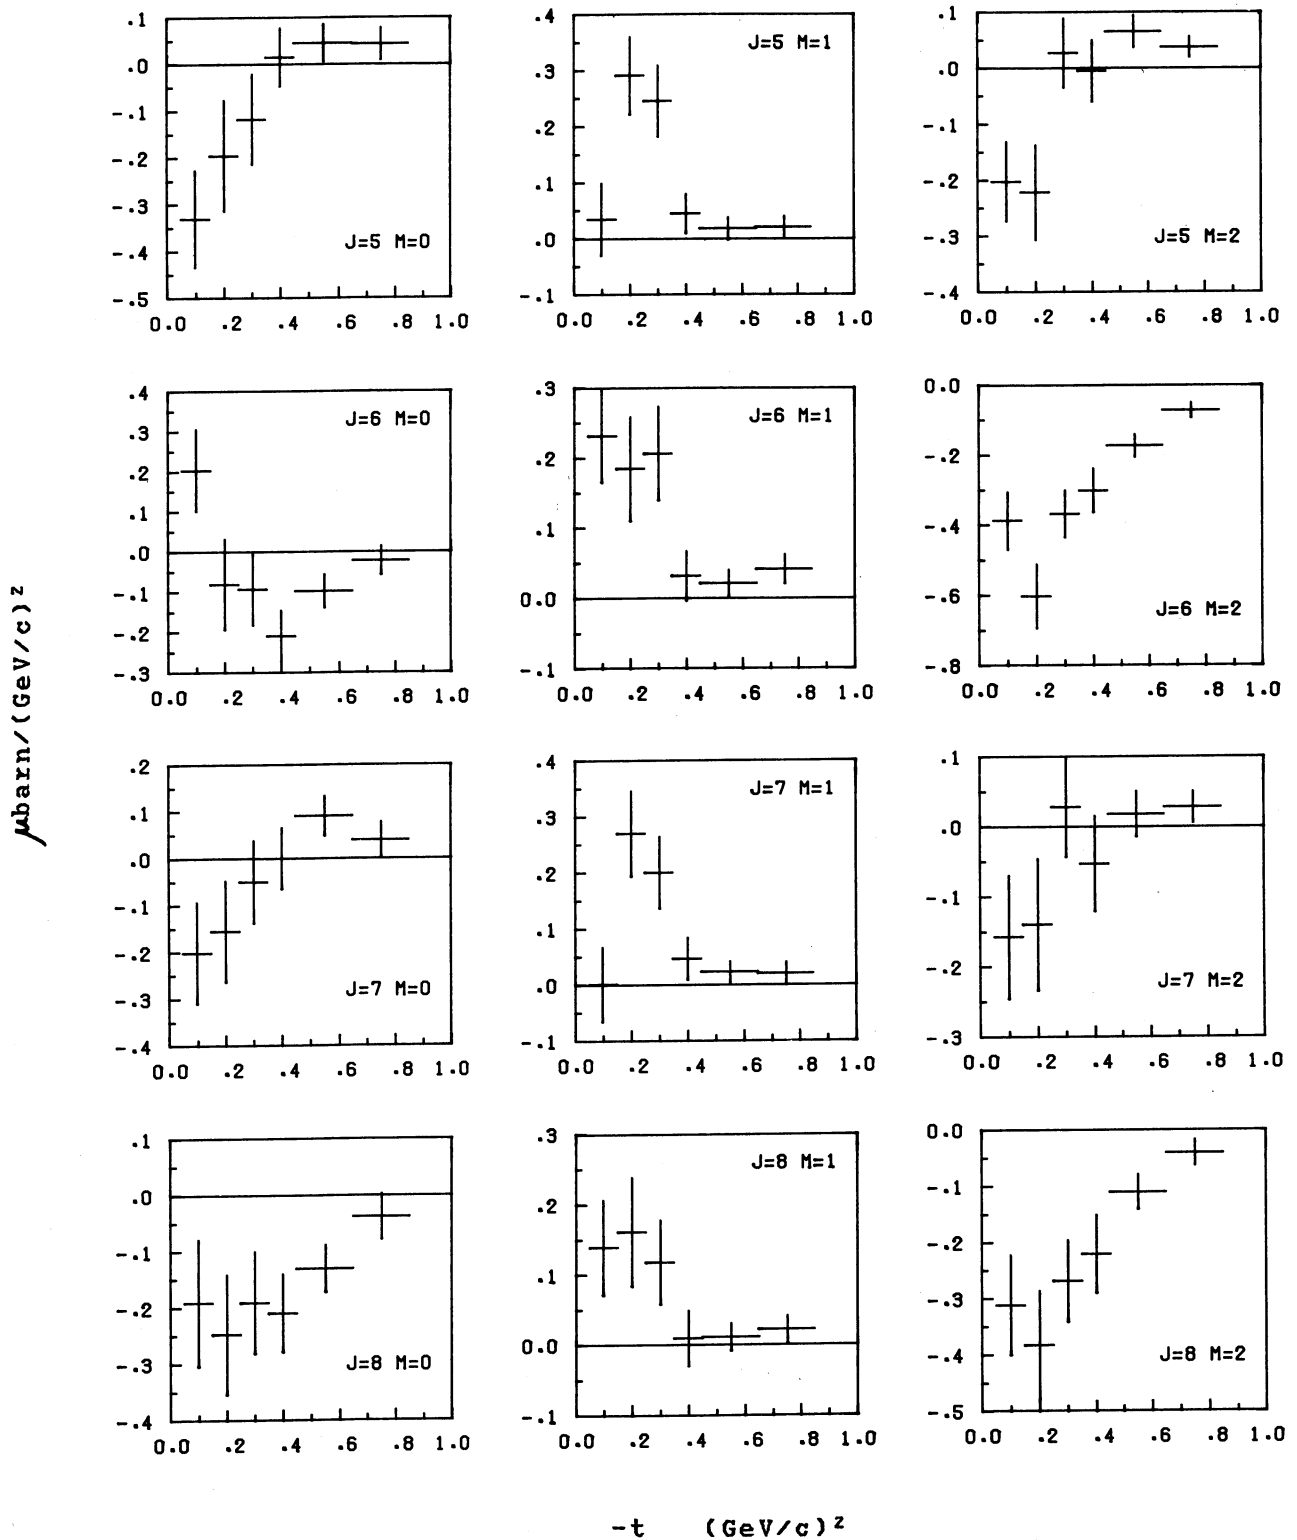 μbarn/(GeV/c)²
.1
.0
-.1
-.2
-.3
-.4
-.5
J=5 M=0
0.0 .2 .4 .6 .8 1.0
.4
.3
.2
.1
.0
-.1
J=5 M=1
0.0 .2 .4 .6 .8 1.0
.1
.0
-.1
-.2
-.3
-.4
J=5 M=2
0.0 .2 .4 .6 .8 1.0
.4
.3
.2
.1
.0
-.1
-.2
-.3
J=6 M=0
0.0 .2 .4 .6 .8 1.0
.3
.2
.1
0.0
-.1
J=6 M=1
0.0 .2 .4 .6 .8 1.0
0.0
-.2
-.4
-.6
-.8
J=6 M=2
0.0 .2 .4 .6 .8 1.0
.2
.1
.0
-.1
-.2
-.3
-.4
J=7 M=0
0.0 .2 .4 .6 .8 1.0
.4
.3
.2
.1
.0
-.1
J=7 M=1
0.0 .2 .4 .6 .8 1.0
.1
.0
-.1
-.2
-.3
J=7 M=2
0.0 .2 .4 .6 .8 1.0
.1
.0
-.1
-.2
-.3
-.4
J=8 M=0
0.0 .2 .4 .6 .8 1.0
.3
.2
.1
0.0
-.1
J=8 M=1
0.0 .2 .4 .6 .8 1.0
0.0
-.1
-.2
-.3
-.4
-.5
J=8 M=2
0.0 .2 .4 .6 .8 1.0
-t (GeV/c)²